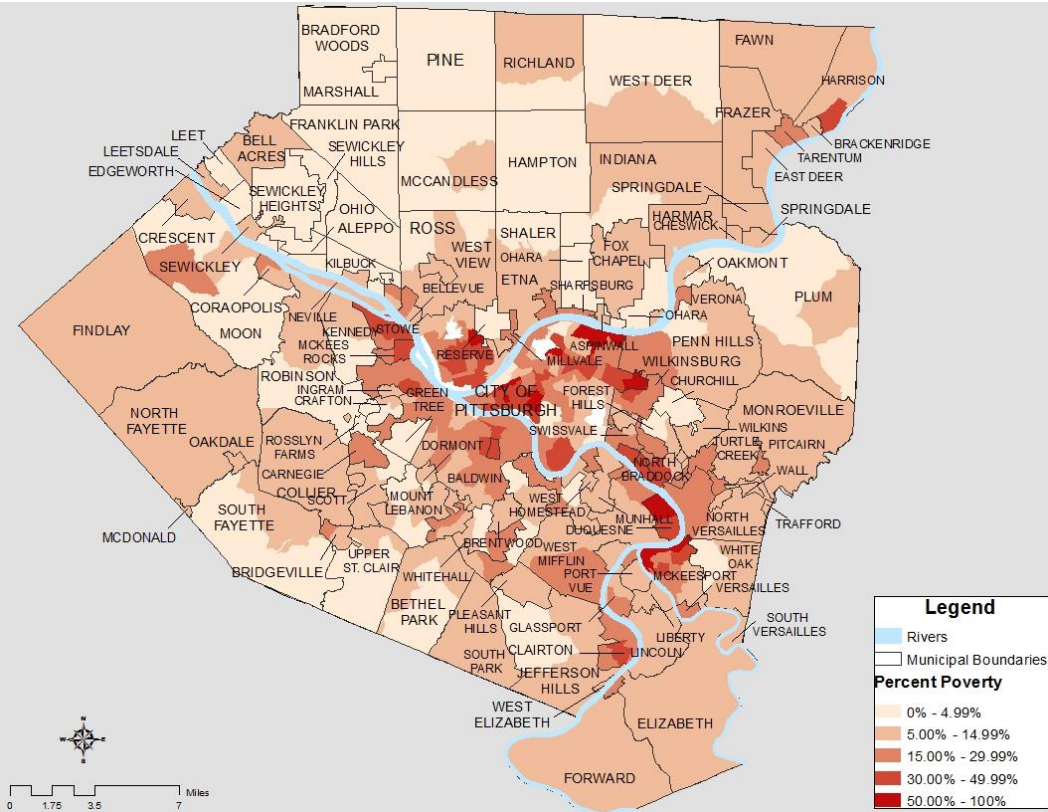 BRADFORD
WOODS
PINE
RICHLAND
FAWN
WEST DEER
HARRISON
MARSHALL
FRAZER
FRANKLIN PARK
LEET
LEETSDALE
EDGEWORTH
BELL
ACRES
SEWICKLEY
HILLS
BRACKENRIDGE
TARENTUM
EAST DEER
HAMPTON
INDIANA
MCCANDLESS
SEWICKLEY
HEIGHTS
SPRINGDALE
OHIO
ALEPPO
HARMAR
CHESWICK
SPRINGDALE
CRESCENT
ROSS
SHALER
WEST
VIEW
OHARA
FOX
CHAPEL
SEWICKLEY
KILBUCK
OAKMONT
BELLEVUE
ETNA
SHARPSBURG
PLUM
CORAOPOLIS
VERONA
MOON
NEVILLE
OHARA
FINDLAY
KENNEDY
STOWE
MCKEES
ROCKS
RESERVE
ASPINWALL
MILLVALE
PENN HILLS
WILKINSBURG
ROBINSON
INGRAM
CRAFTON
GREEN
TREE
CITY OF
PITTSBURGH
FOREST
HILLS
CHURCHILL
NORTH
FAYETTE
MONROEVILLE
OAKDALE
ROSSLYN
FARMS
DORMONT
SWISSVALE
WILKINS
TURTLE
CREEK
PITCAIRN
CARNEGIE
NORTH
BRADDOCK
WALL
COLLIER
SCOTT
BALDWIN
MOUNT
LEBANON
WEST
HOMESTEAD
SOUTH
FAYETTE
MUNHALL
DUQUESNE
NORTH
VERSAILLES
TRAFFORD
MCDONALD
BRENTWOOD
WEST
MIFFLIN
WHITE
OAK
BRIDGEVILLE
UPPER
ST. CLAIR
WHITEHALL
PORT
VUE
MCKEESPORT
VERSAILLES
BETHEL
PARK
PLEASANT
HILLS
GLASSPORT
SOUTH
VERSAILLES
LIBERTY
SOUTH
PARK
CLAIRTON
LINCOLN
JEFFERSON
HILLS
WEST
ELIZABETH
ELIZABETH
FORWARD
N
W
E
S
Miles
0 1.75 3.5 7
Legend
Rivers
Municipal Boundaries
Percent Poverty
0% - 4.99%
5.00% - 14.99%
15.00% - 29.99%
30.00% - 49.99%
50.00% - 100%